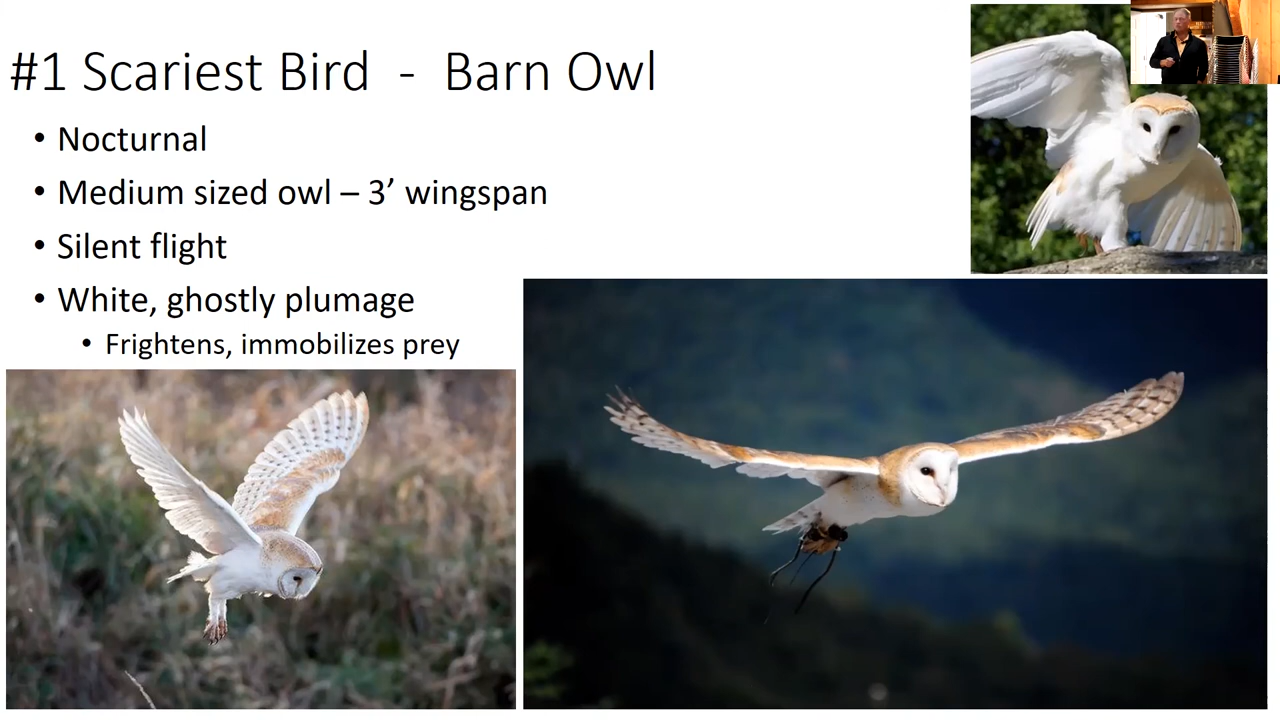 #1 Scariest Bird - Barn Owl
• Nocturnal
• Medium sized owl – 3’ wingspan
• Silent flight
• White, ghostly plumage
• Frightens, immobilizes prey